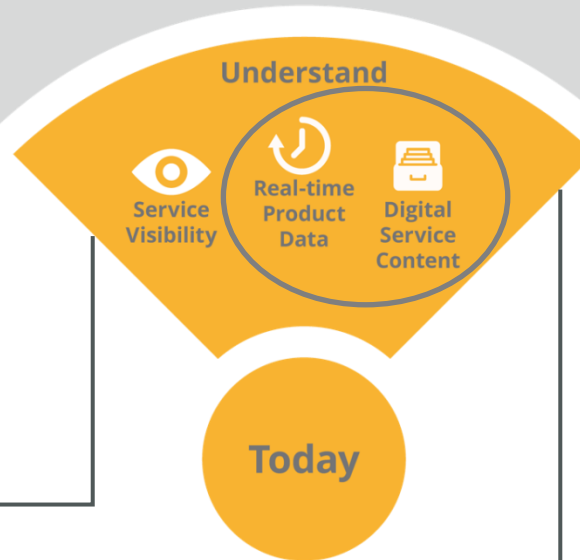 Understand
Service
Visibility
Real-time
Product
Data
Digital
Service
Content
Today